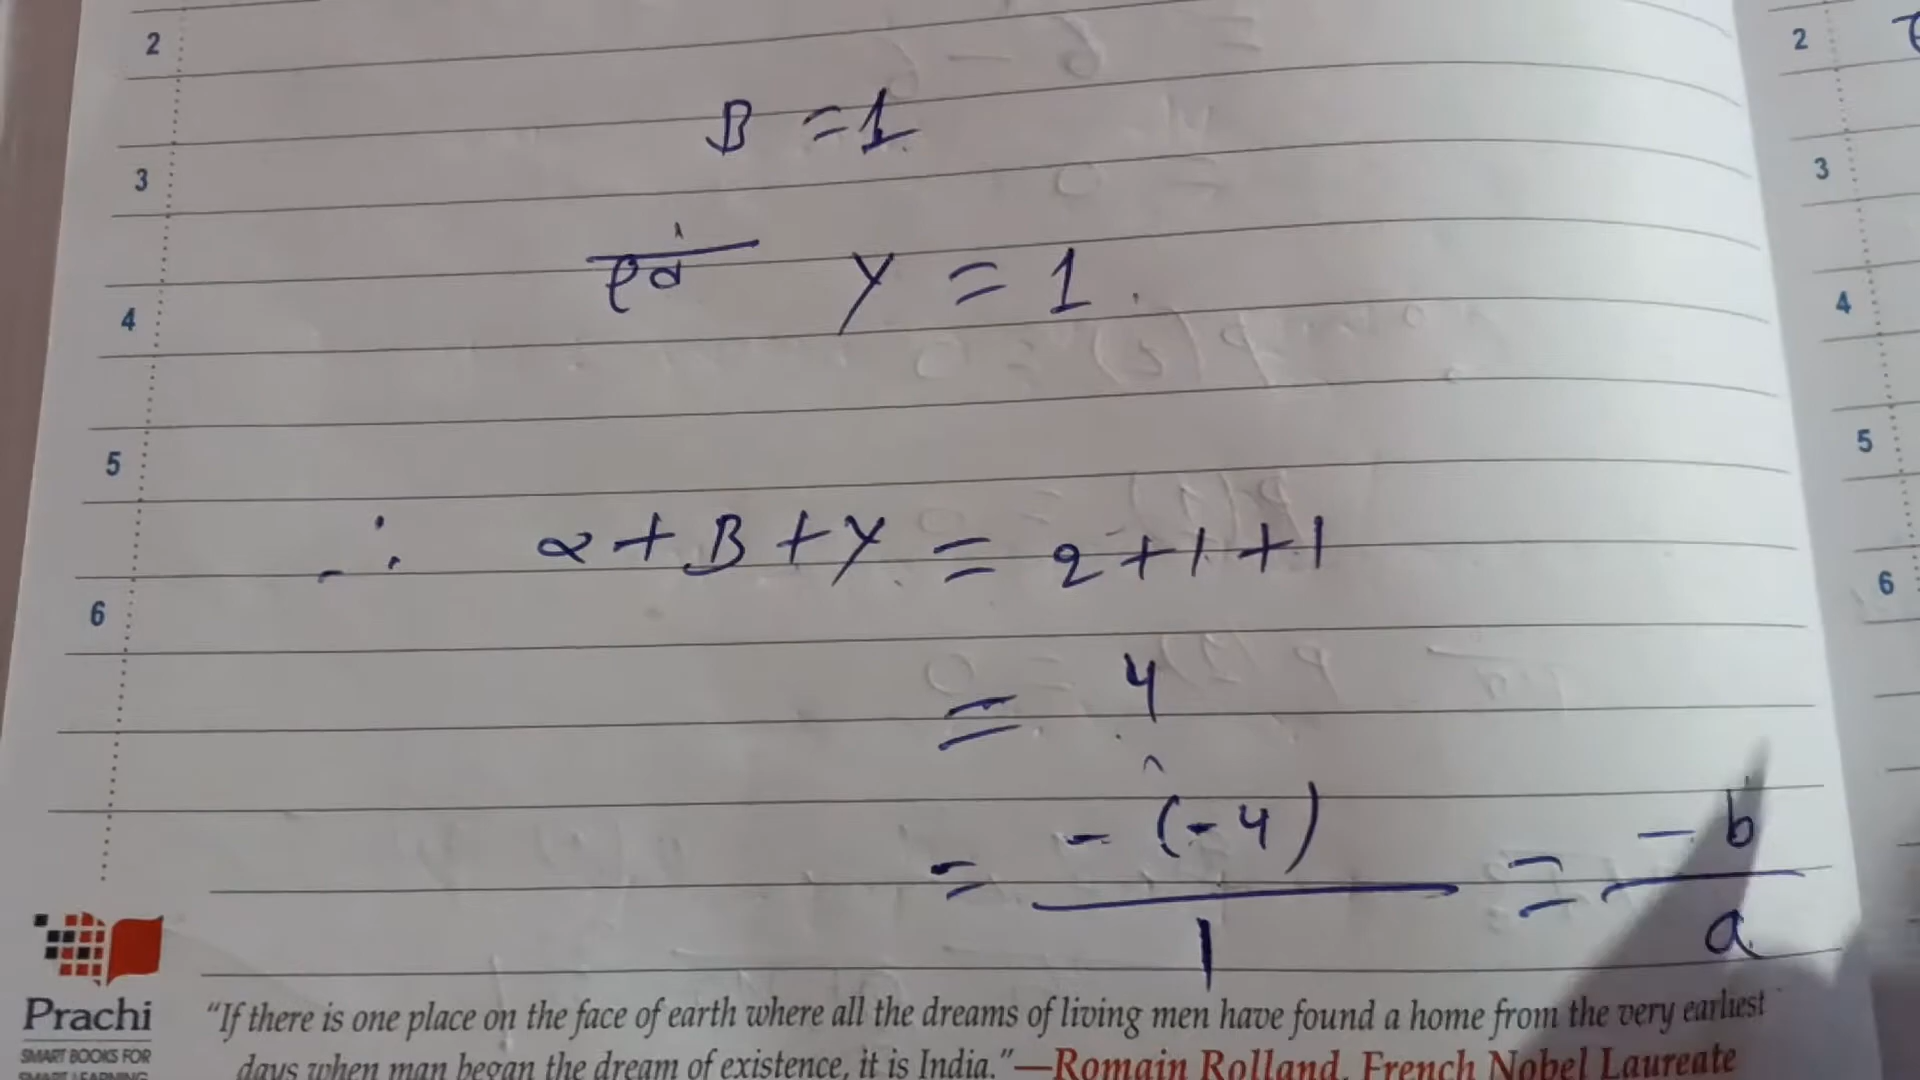 2
B = 1
2
3
3
एवं γ = 1.
4
4
5
5
∴ α + B + γ = 2 + 1 + 1
6
6
= 4
= -(-4)/1 = -b/a
Prachi
SMART BOOKS FOR
SMART LEARNING
“If there is one place on the face of earth where all the dreams of living men have found a home from the very earliest
days when man began the dream of existence, it is India.”—Romain Rolland, French Nobel Laureate